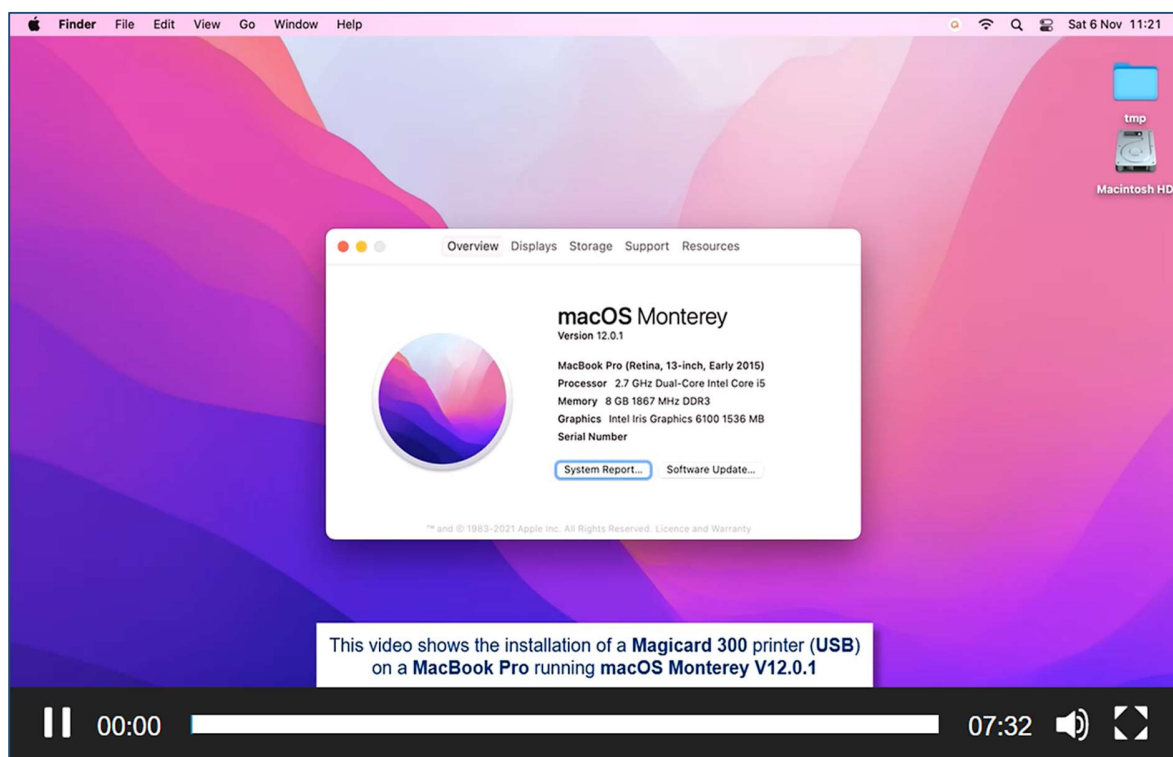 Finder File Edit View Go Window Help Sat 6 Nov 11:21
tmp
Macintosh HD
Overview Displays Storage Support Resources
macOS Monterey
Version 12.0.1
MacBook Pro (Retina, 13-inch, Early 2015)
Processor 2.7 GHz Dual-Core Intel Core i5
Memory 8 GB 1867 MHz DDR3
Graphics Intel Iris Graphics 6100 1536 MB
Serial Number
System Report... Software Update...
™ and © 1983-2021 Apple Inc. All Rights Reserved. Licence and Warranty
This video shows the installation of a Magicard 300 printer (USB)
on a MacBook Pro running macOS Monterey V12.0.1
00:00 07:32